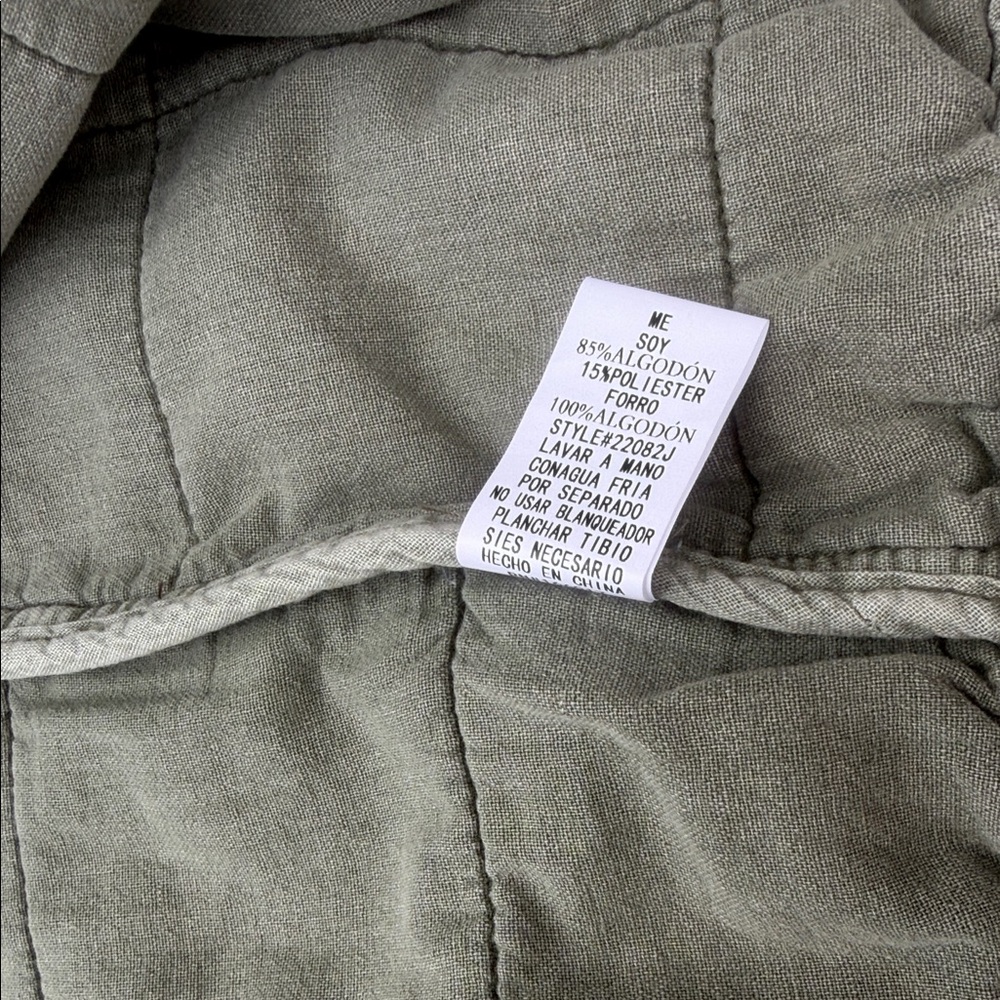 ME
SOY
85%ALGODÓN
15%POLIESTER
FORRO
100%ALGODÓN
STYLE#22082J
LAVAR A MANO
CONAGUA FRIA
POR SEPARADO
NO USAR BLANQUEADOR
PLANCHAR TIBIO
SIES NECESARIO
HECHO EN CHINA